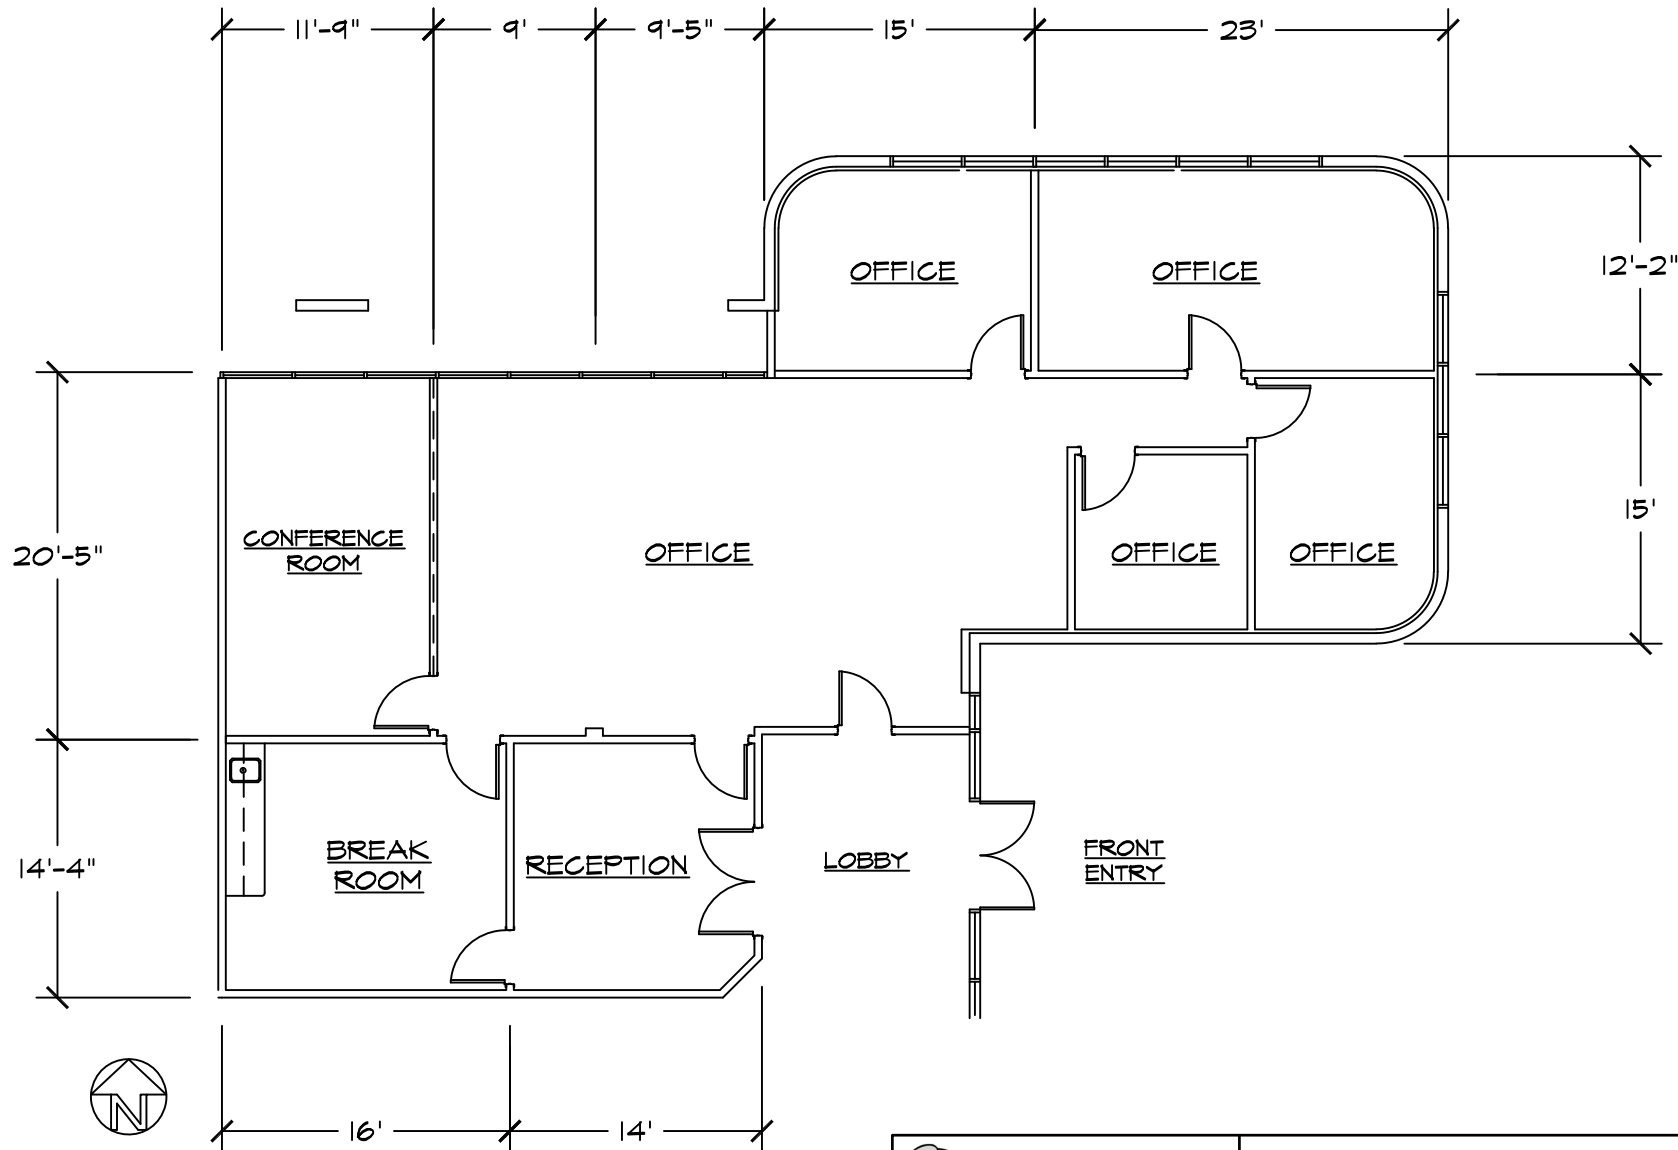 11'-9" 9' 9'-5" 15' 23'
OFFICE OFFICE
12'-2"
CONFERENCE
ROOM
OFFICE OFFICE OFFICE
20'-5"
15'
BREAK
ROOM
RECEPTION
LOBBY
FRONT
ENTRY
14'-4"
N
16' 14'